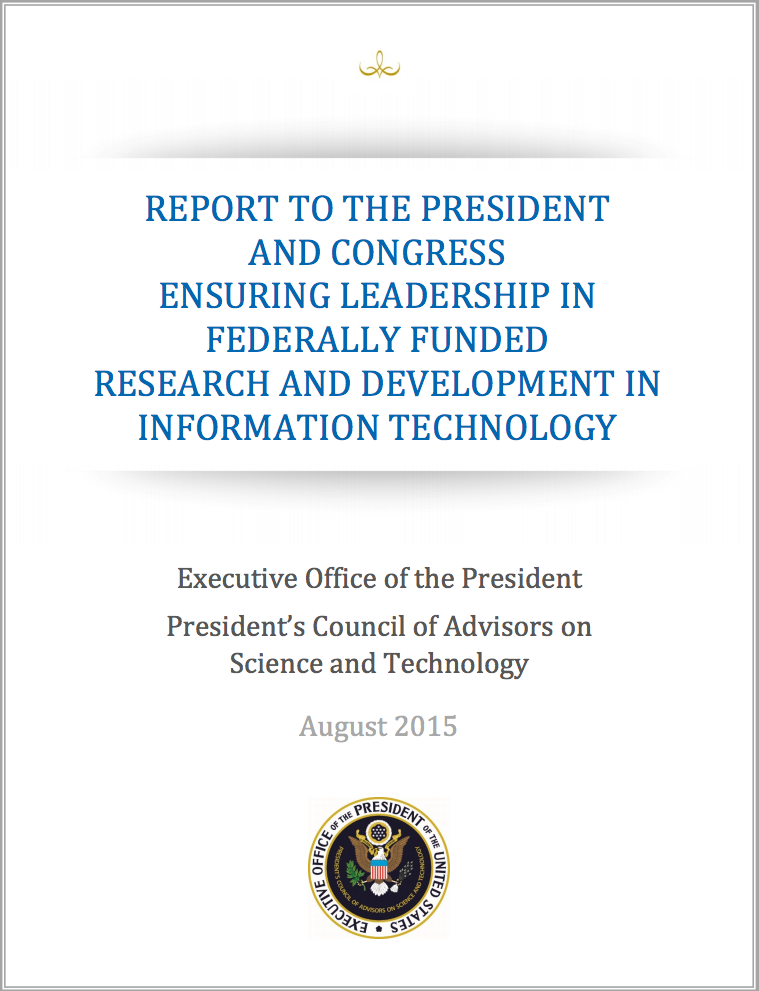 REPORT TO THE PRESIDENT
AND CONGRESS
ENSURING LEADERSHIP IN
FEDERALLY FUNDED
RESEARCH AND DEVELOPMENT IN
INFORMATION TECHNOLOGY
Executive Office of the President
President’s Council of Advisors on
Science and Technology
August 2015
EXECUTIVE OFFICE OF THE PRESIDENT OF THE UNITED STATES
PRESIDENT'S COUNCIL OF ADVISORS ON SCIENCE AND TECHNOLOGY